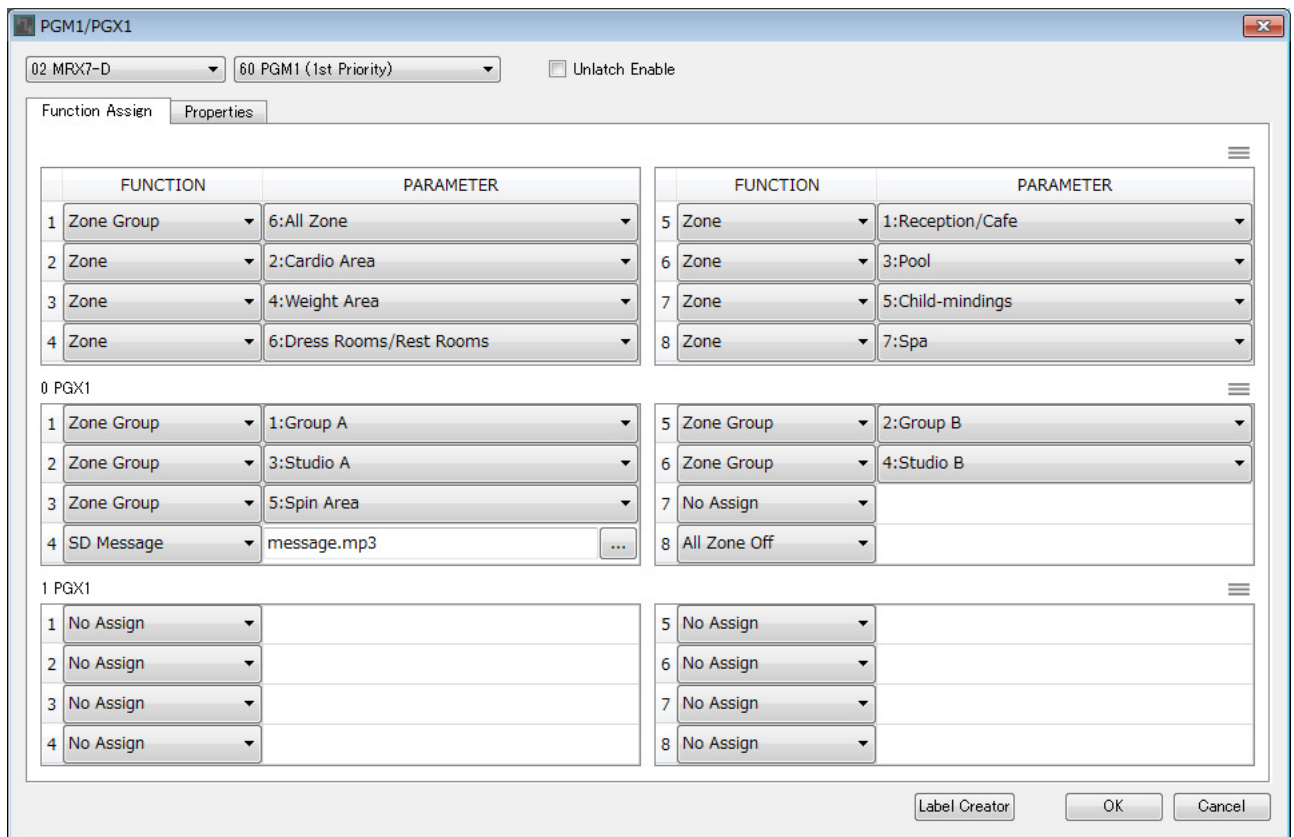 PGM1/PGX1
02 MRX7-D 60 PGM1 (1st Priority) Unlatch Enable
Function Assign Properties
FUNCTION PARAMETER FUNCTION PARAMETER
1 Zone Group 6:All Zone 5 Zone 1:Reception/Cafe
2 Zone 2:Cardio Area 6 Zone 3:Pool
3 Zone 4:Weight Area 7 Zone 5:Child-mindings
4 Zone 6:Dress Rooms/Rest Rooms 8 Zone 7:Spa
0 PGX1
1 Zone Group 1:Group A 5 Zone Group 2:Group B
2 Zone Group 3:Studio A 6 Zone Group 4:Studio B
3 Zone Group 5:Spin Area 7 No Assign
4 SD Message message.mp3 ... 8 All Zone Off
1 PGX1
1 No Assign 5 No Assign
2 No Assign 6 No Assign
3 No Assign 7 No Assign
4 No Assign 8 No Assign
Label Creator OK Cancel